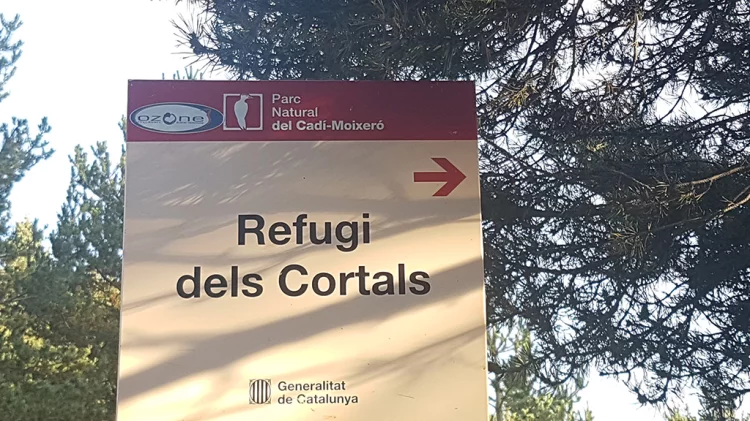 ozone
Parc
Natural
del Cadí-Moixeró
Refugi
dels Cortals
Generalitat
de Catalunya